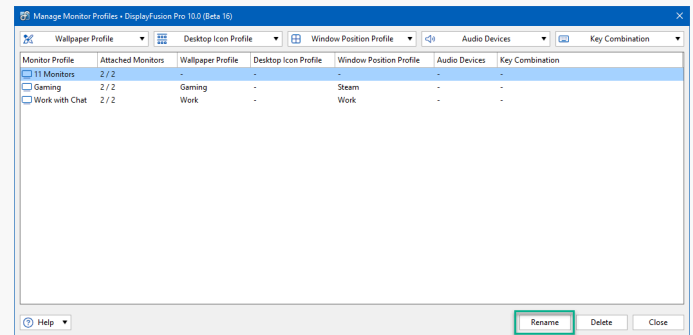 Manage Monitor Profiles • DisplayFusion Pro 10.0 (Beta 16)
Wallpaper Profile Desktop Icon Profile Window Position Profile Audio Devices Key Combination
Monitor Profile Attached Monitors Wallpaper Profile Desktop Icon Profile Window Position Profile Audio Devices Key Combination
11 Monitors 2 / 2 - - - - -
Gaming 2 / 2 Gaming - Steam - -
Work with Chat 2 / 2 Work - Work - -
Help Rename Delete Close